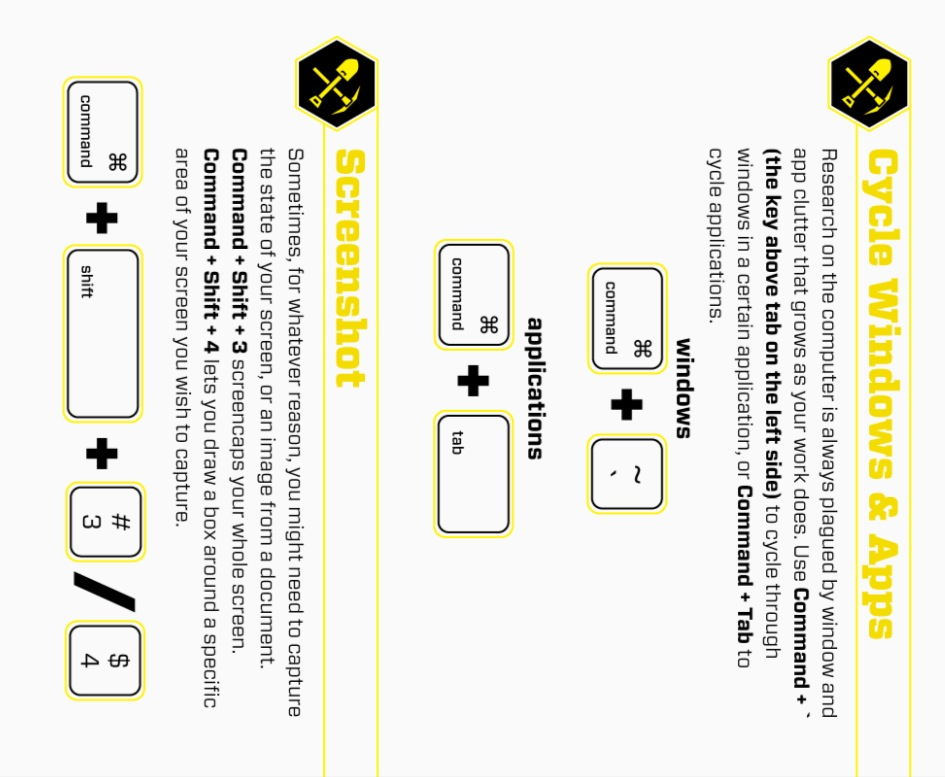 Cycle Windows & Apps
Research on the computer is always plagued by window and
app clutter that grows as your work does. Use Command + `
(the key above tab on the left side) to cycle through
windows in a certain application, or Command + Tab to
cycle applications.
windows
⌘
command
+
~
`
applications
⌘
command
+
tab
Screenshot
Sometimes, for whatever reason, you might need to capture
the state of your screen, or an image from a document.
Command + Shift + 3 screencaps your whole screen.
Command + Shift + 4 lets you draw a box around a specific
area of your screen you wish to capture.
⌘
command
+
shift
+
#
3
/
$
4